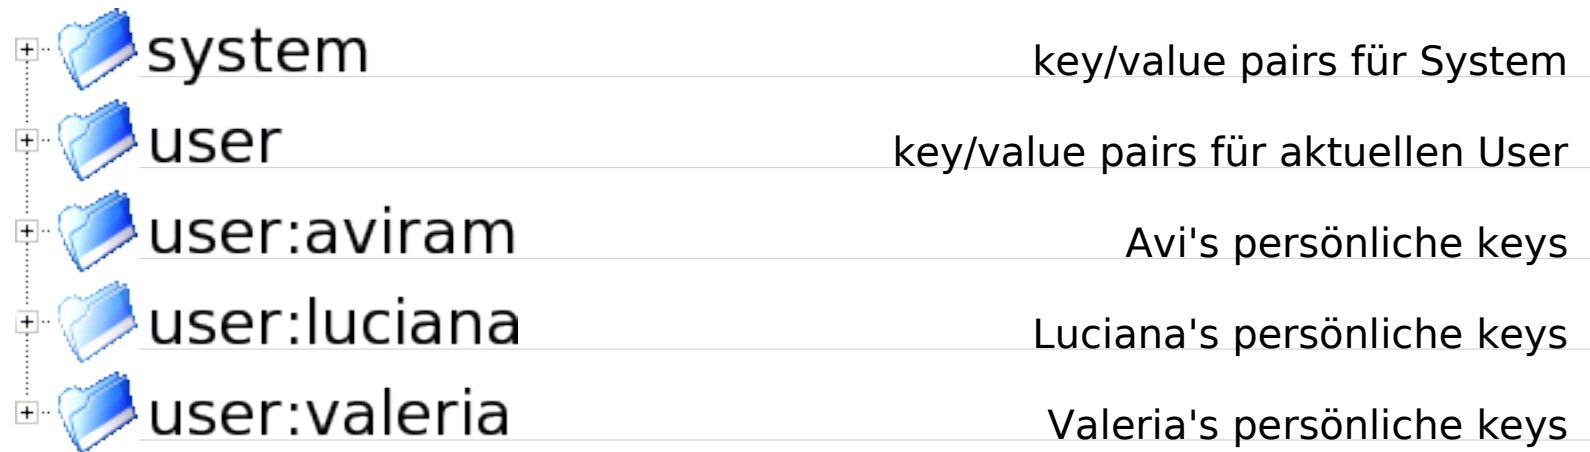 system key/value pairs für System
user key/value pairs für aktuellen User
user:aviram Avi's persönliche keys
user:luciana Luciana's persönliche keys
user:valeria Valeria's persönliche keys